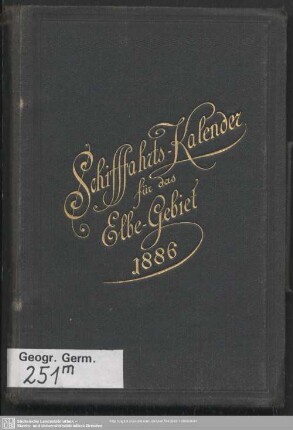 Schifffahrts-Kalender
für das
Elbe-Gebiet
1886
Geogr. Germ.
251m